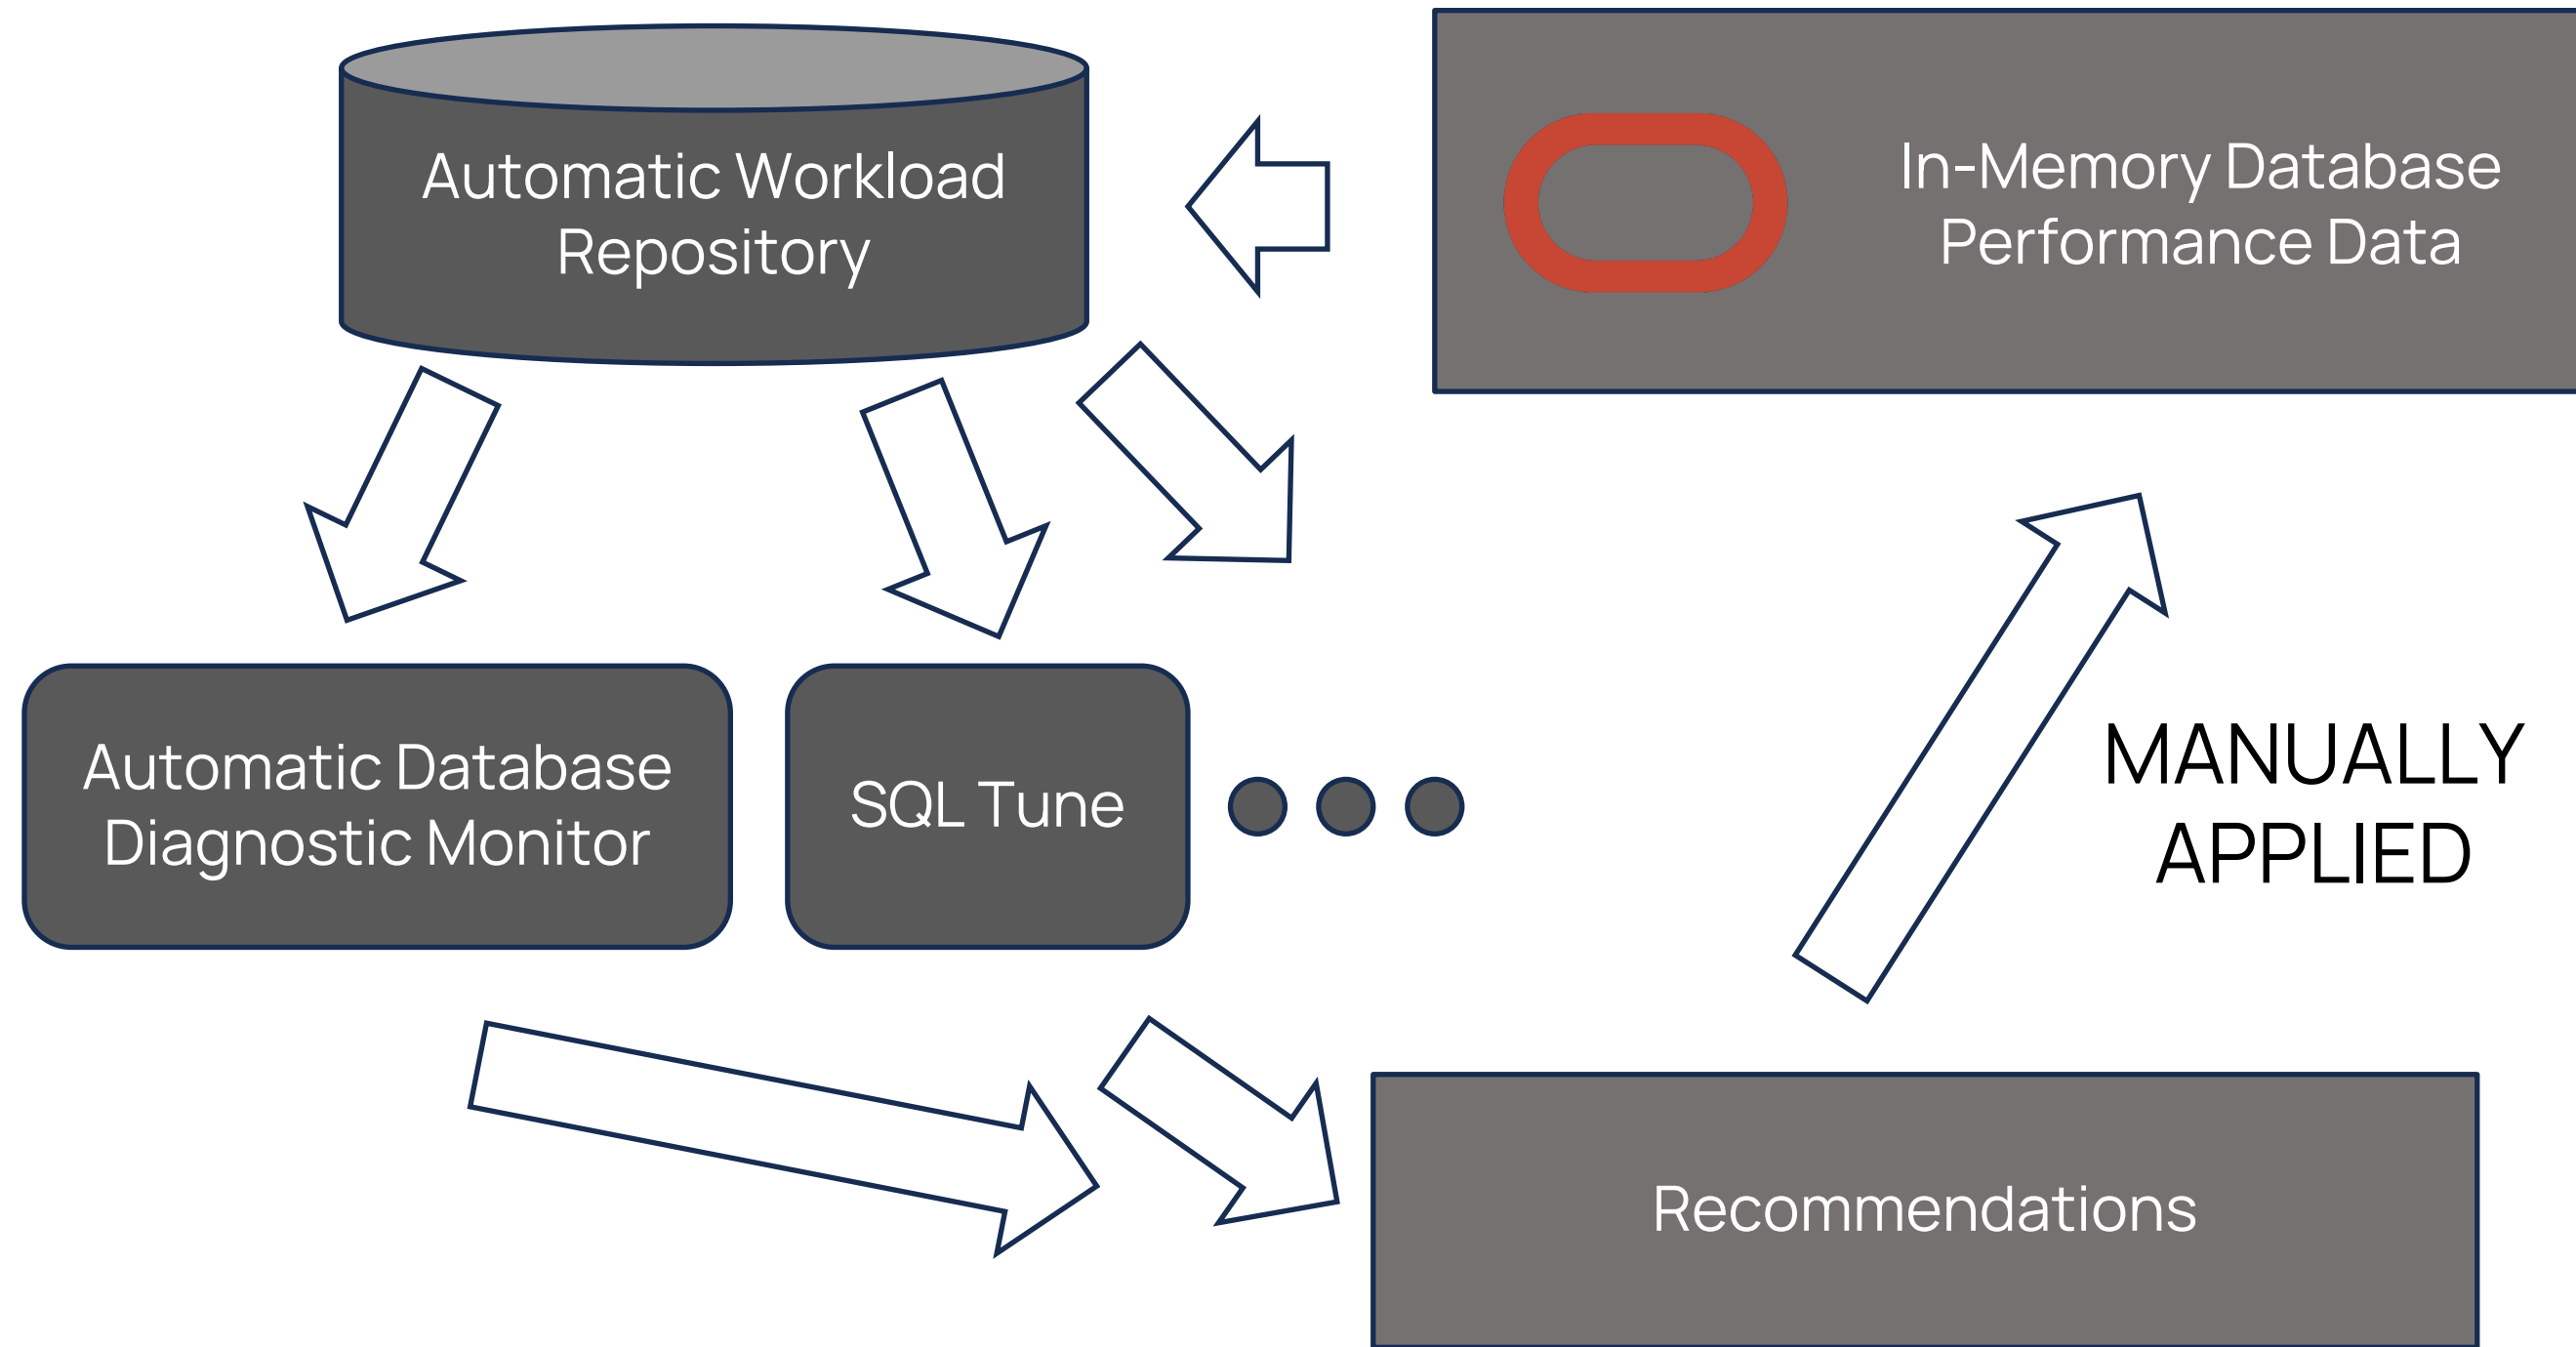 Automatic Workload
Repository
In-Memory Database
Performance Data
Automatic Database
Diagnostic Monitor
SQL Tune
MANUALLY
APPLIED
Recommendations